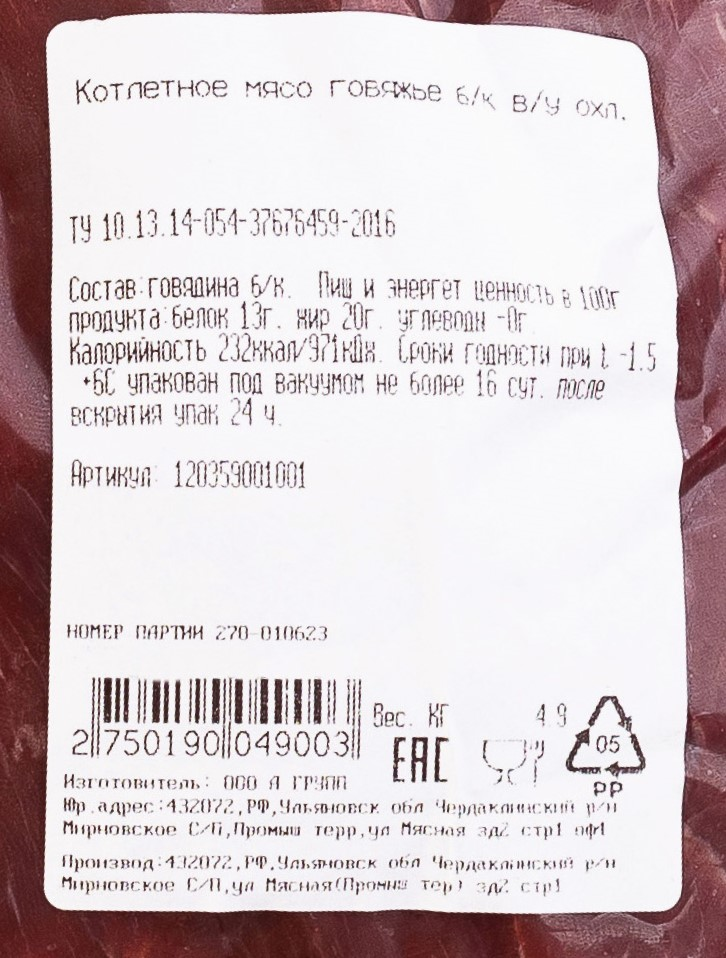 Котлетное мясо говяжье б/к в/у охл.
ТУ 10.13.14-054-37676459-2016
Состав:говядина б/к. Пищ и энергет ценность в 100г
продукта:белок 13г. жир 20г. углеводы -0г
Калорийность 232ккал/971кДж. Сроки годности при t -1.5
+6С упакован под вакуумом не более 16 сут. после
вскрытия упак 24 ч.
Артикул: 120359001001
НОМЕР ПАРТИИ 270-010623
2 750190 049003
Вес. КГ 4.9
EAC
05
PP
Изготовитель: ООО А ГРУПП
Юр.адрес:432072,РФ,Ульяновск обл Чердаклинский р/н
Мирновское С/П,Промыш терр,ул Мясная зд2 стр1 оф1
Производ:432072,РФ,Ульяновск обл Чердаклинский р/н
Мирновское С/П,ул Мясная(Промыш тер) зд2 стр1